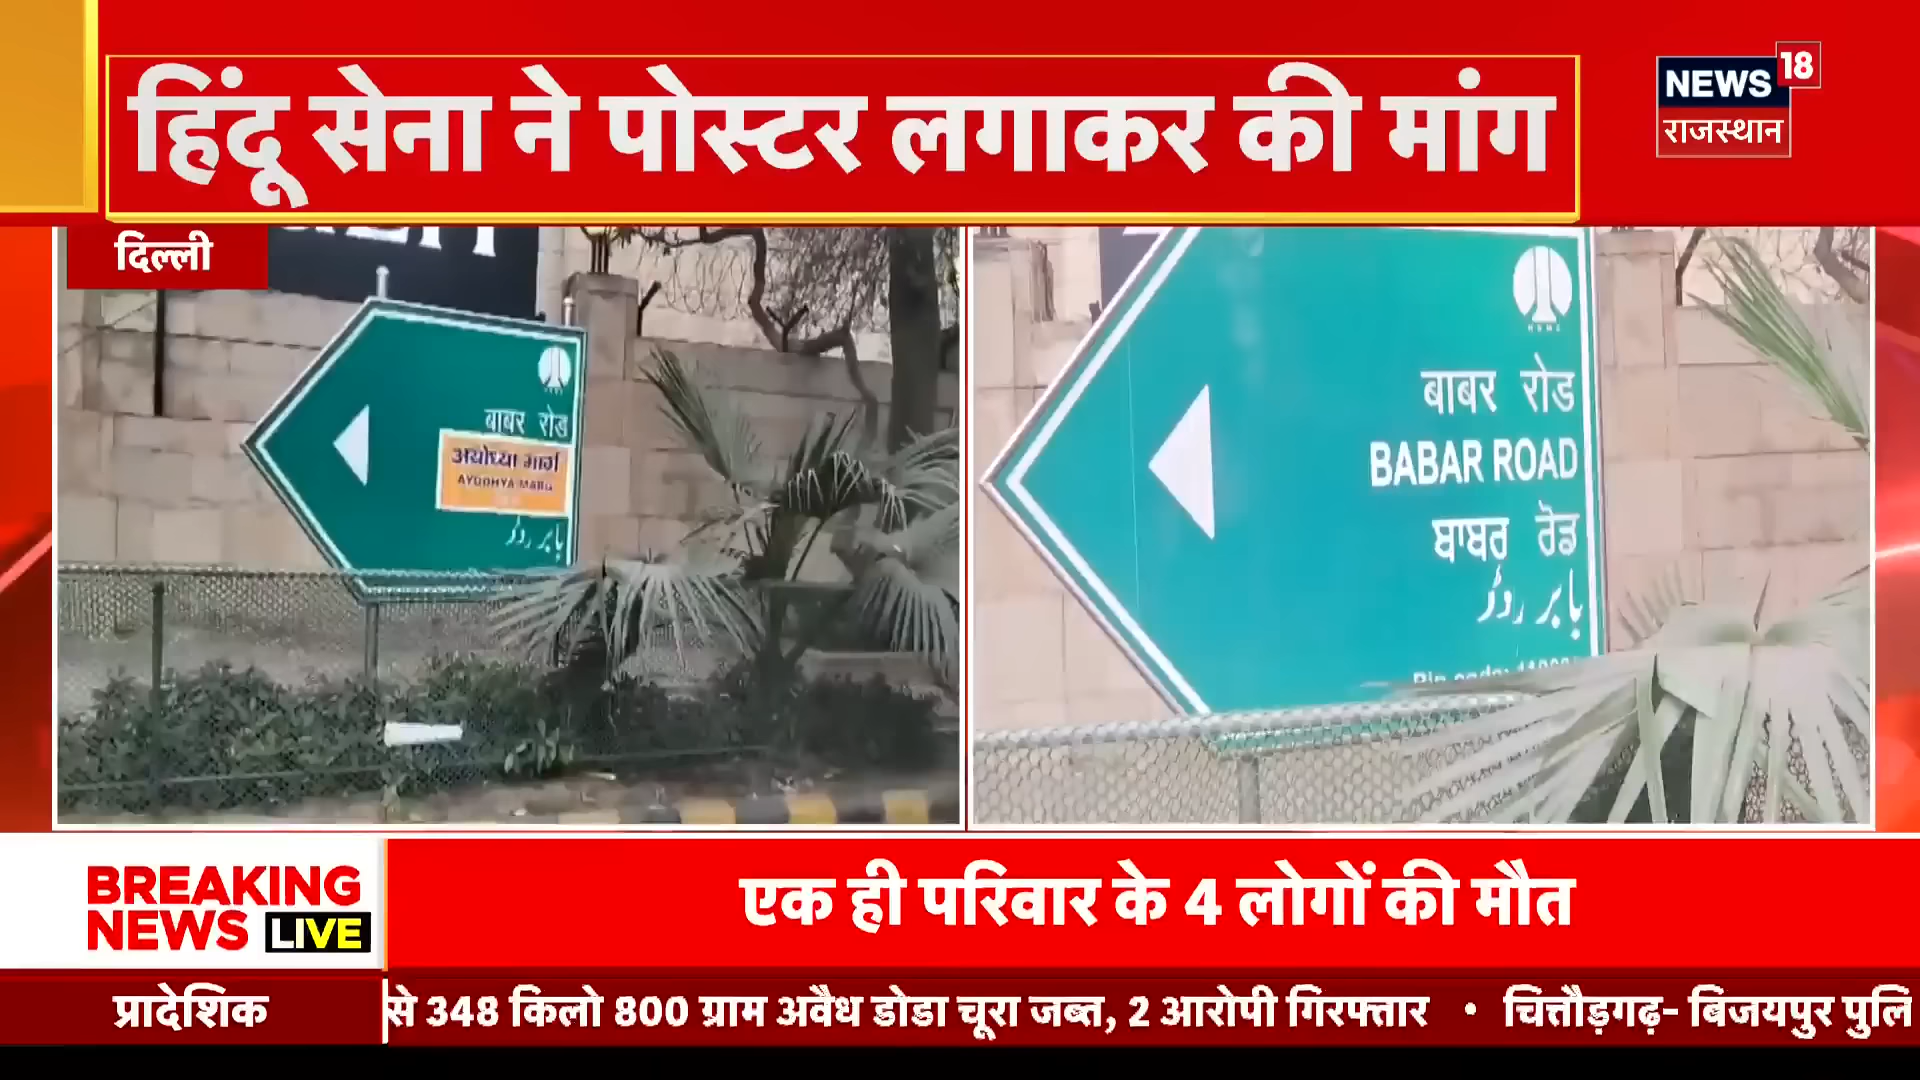 हिंदू सेना ने पोस्टर लगाकर की मांग
NEWS 18
राजस्थान
दिल्ली
बाबर रोड
अयोध्या मार्ग
AYODHYA MARG
بابر روڈ
बाबर रोड
BABAR ROAD
ਬਾਬਰ ਰੋਡ
بابر روڈ
BREAKING
NEWS LIVE
एक ही परिवार के 4 लोगों की मौत
प्रादेशिक
से 348 किलो 800 ग्राम अवैध डोडा चूरा जब्त, 2 आरोपी गिरफ्तार • चित्तौड़गढ़- बिजयपुर पुलि